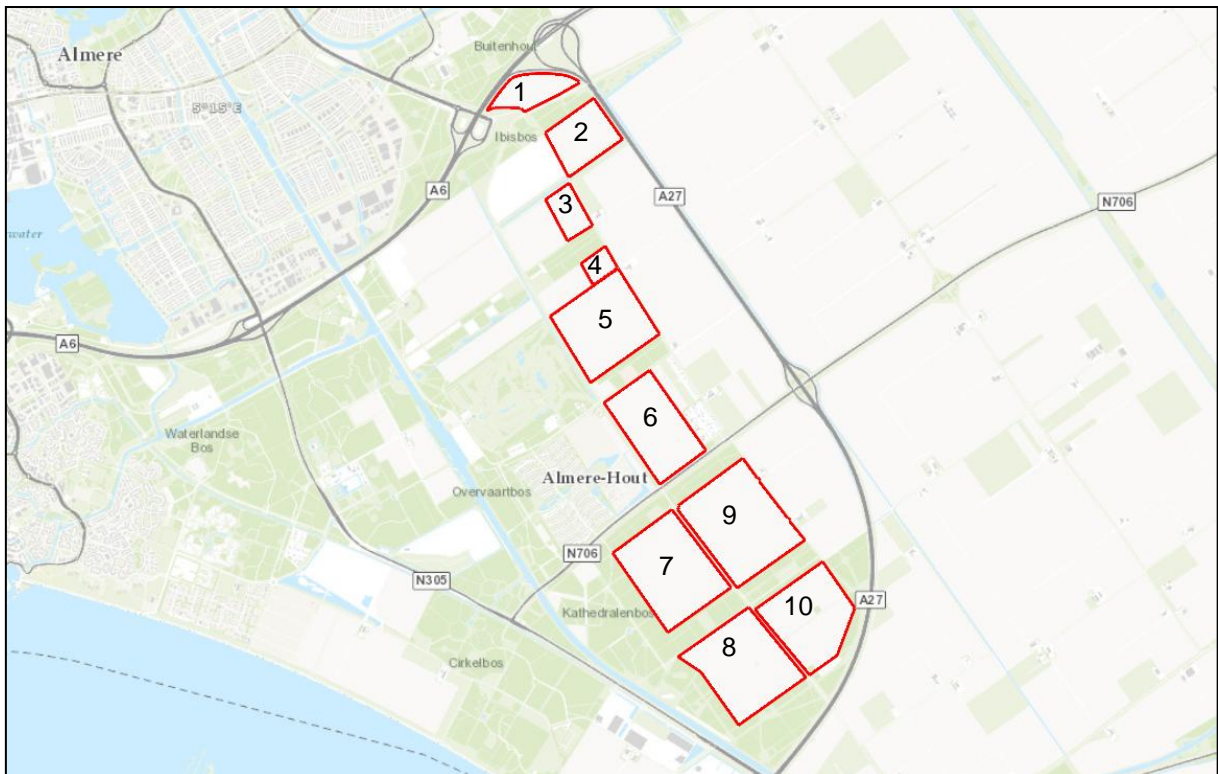 Buitenhout
Almere
1
5°15'E
2
Ibisbos
A6
A27
N706
3
water
4
5
A6
6
Waterlandse
Bos
Almere-Hout
Overvaartbos
9
N706
7
N305
10
A27
Kathedralenbos
8
Cirkelbos